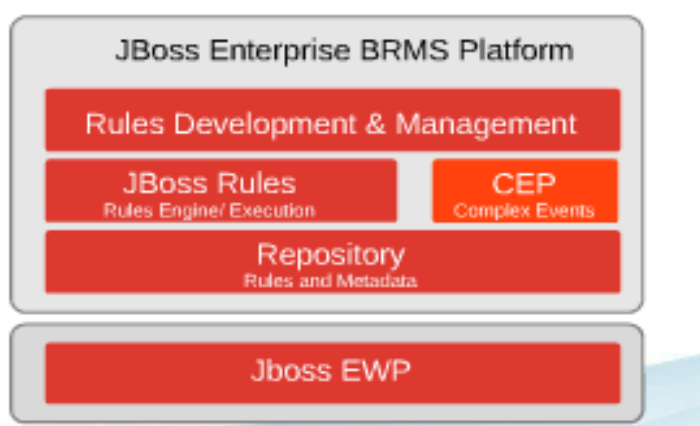 JBoss Enterprise BRMS Platform
Rules Development & Management
JBoss Rules
Rules Engine/ Execution
CEP
Complex Events
Repository
Rules and Metadata
Jboss EWP